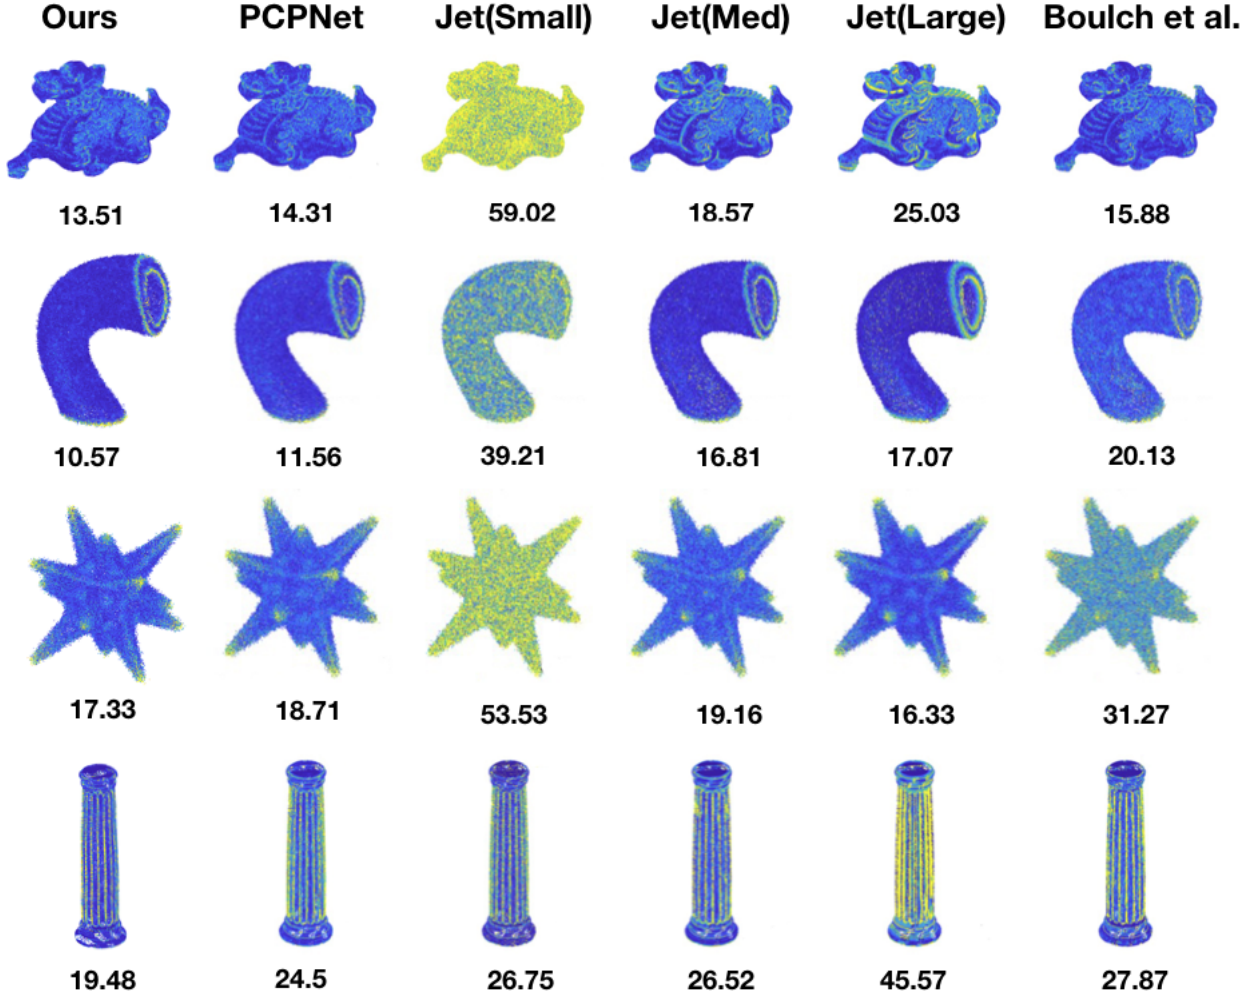 Ours PCPNet Jet(Small) Jet(Med) Jet(Large) Boulch et al.
13.51 14.31 59.02 18.57 25.03 15.88
10.57 11.56 39.21 16.81 17.07 20.13
17.33 18.71 53.53 19.16 16.33 31.27
19.48 24.5 26.75 26.52 45.57 27.87